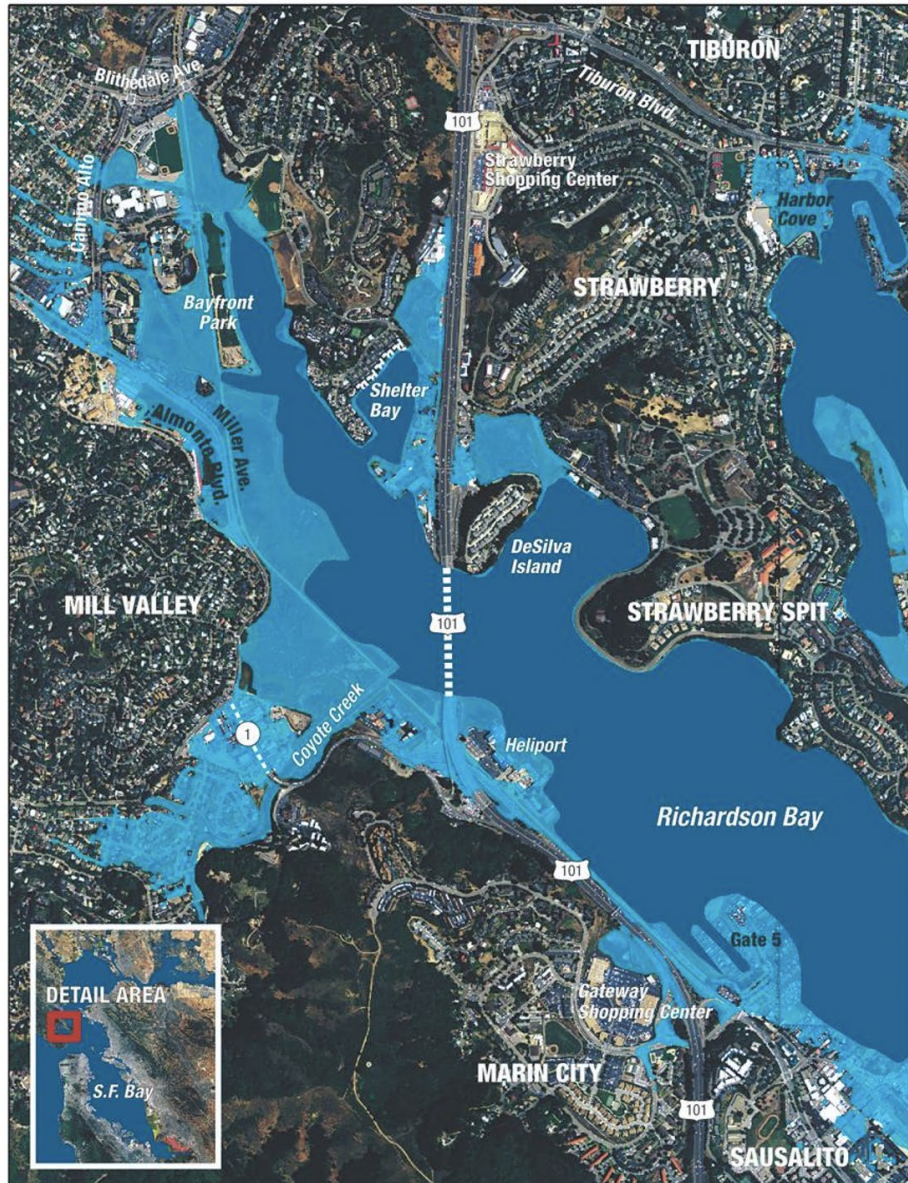 TIBURON
Blithedale Ave.
Tiburon Blvd.
101
Strawberry
Shopping Center
Camino Alto
Harbor
Cove
STRAWBERRY
Bayfront
Park
Shelter
Bay
Miller Ave.
Almonte Blvd.
DeSilva
Island
MILL VALLEY
101
STRAWBERRY SPIT
Coyote Creek
1
Heliport
Richardson Bay
101
Gate 5
DETAIL AREA
Gateway
Shopping Center
S.F. Bay
MARIN CITY
101
SAUSALITO